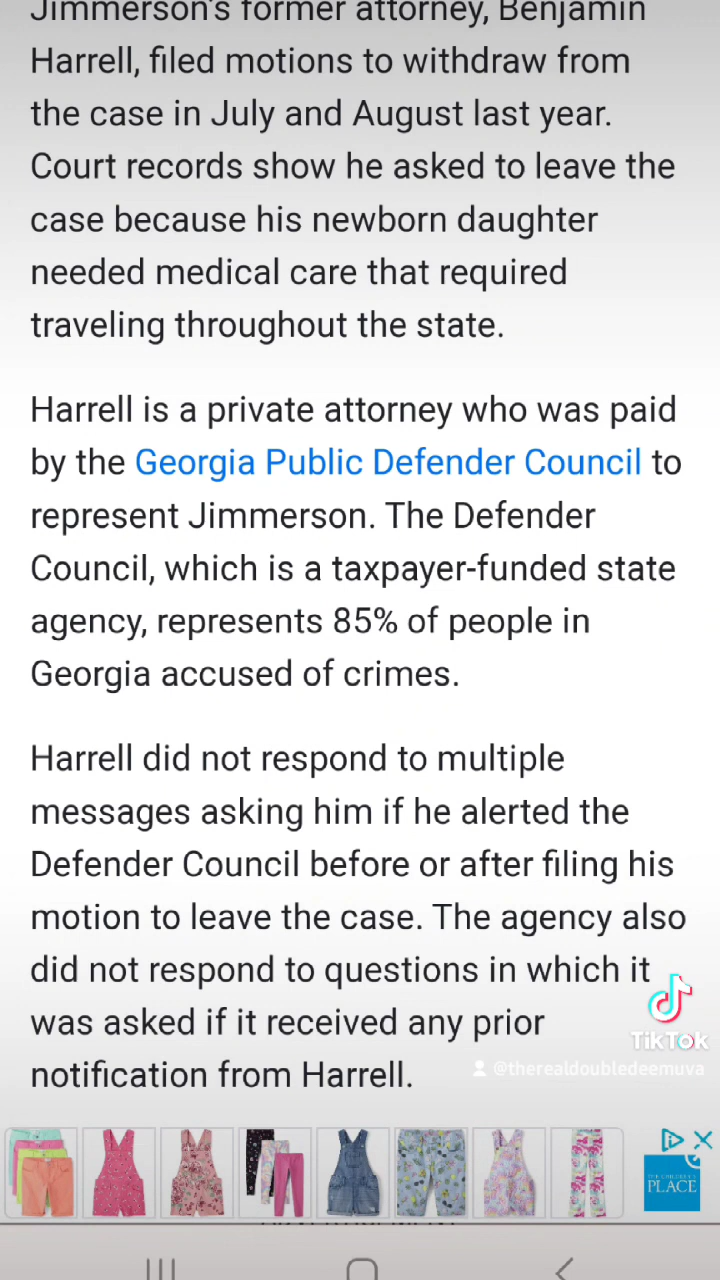 Jimmerson's former attorney, Benjamin
Harrell, filed motions to withdraw from
the case in July and August last year.
Court records show he asked to leave the
case because his newborn daughter
needed medical care that required
traveling throughout the state.
Harrell is a private attorney who was paid
by the Georgia Public Defender Council to
represent Jimmerson. The Defender
Council, which is a taxpayer-funded state
agency, represents 85% of people in
Georgia accused of crimes.
Harrell did not respond to multiple
messages asking him if he alerted the
Defender Council before or after filing his
motion to leave the case. The agency also
did not respond to questions in which it
was asked if it received any prior
notification from Harrell.
TikTok
@therealdoubledeemuva
THE CHILDREN'S
PLACE